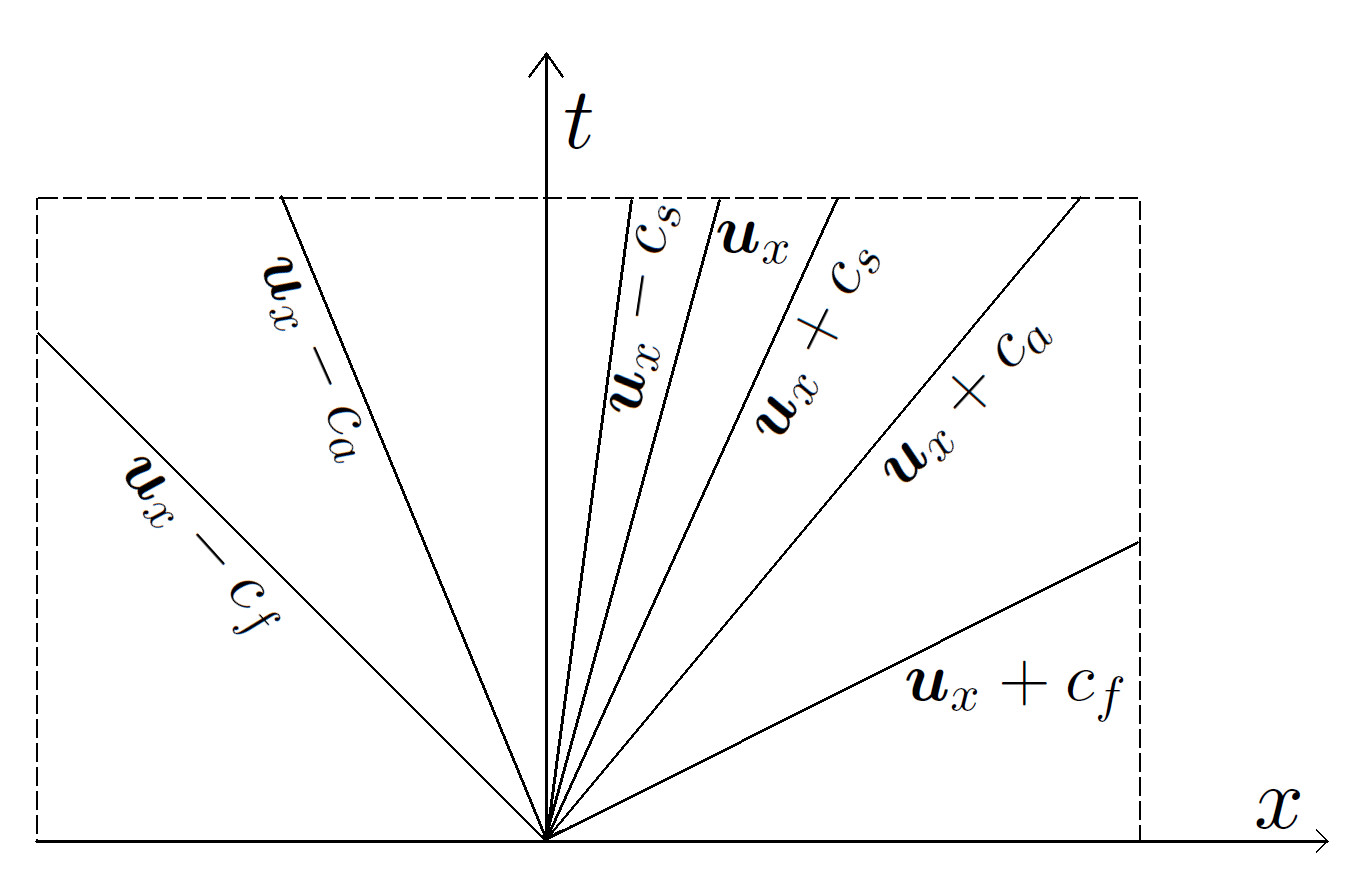 t
u_x − c_f
u_x − c_a
u_x − c_s
u_x
u_x + c_s
u_x + c_a
u_x + c_f
x